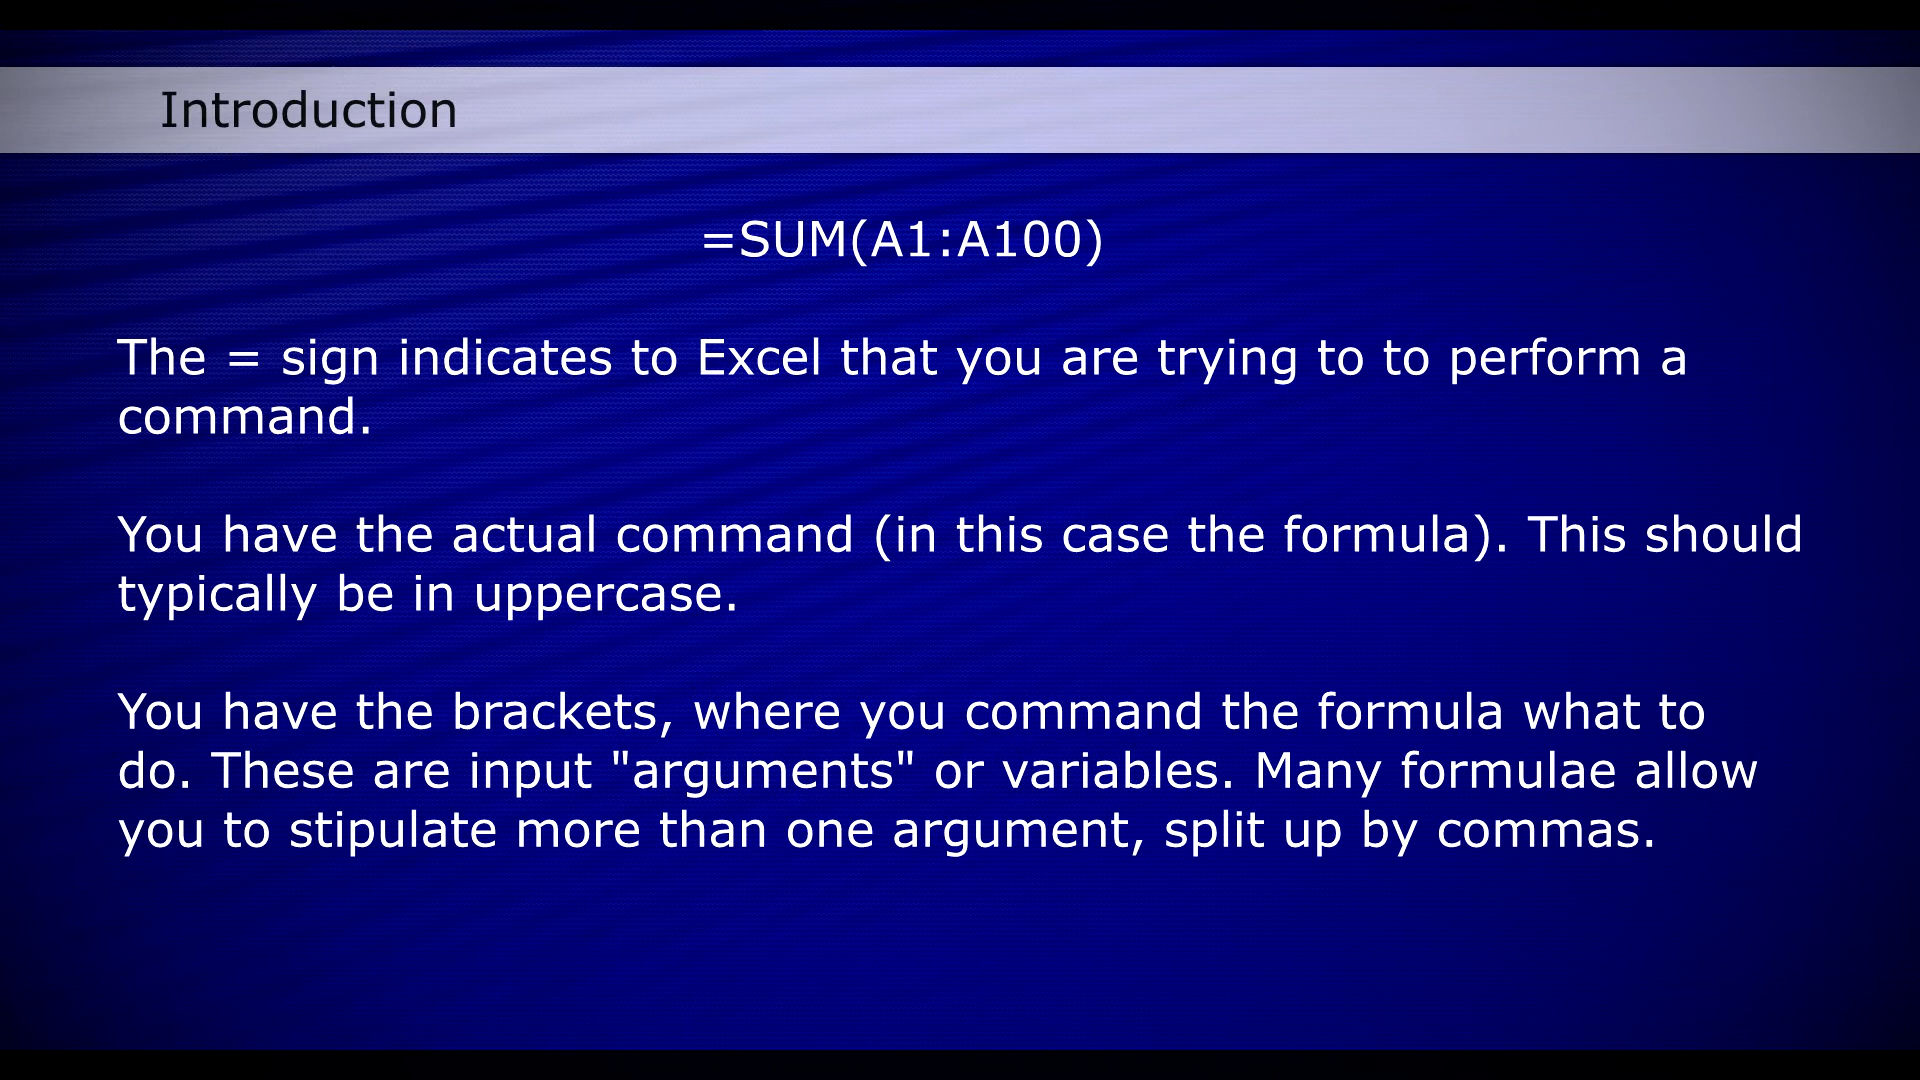 Introduction
=SUM(A1:A100)
The = sign indicates to Excel that you are trying to to perform a
command.
You have the actual command (in this case the formula). This should
typically be in uppercase.
You have the brackets, where you command the formula what to
do. These are input "arguments" or variables. Many formulae allow
you to stipulate more than one argument, split up by commas.